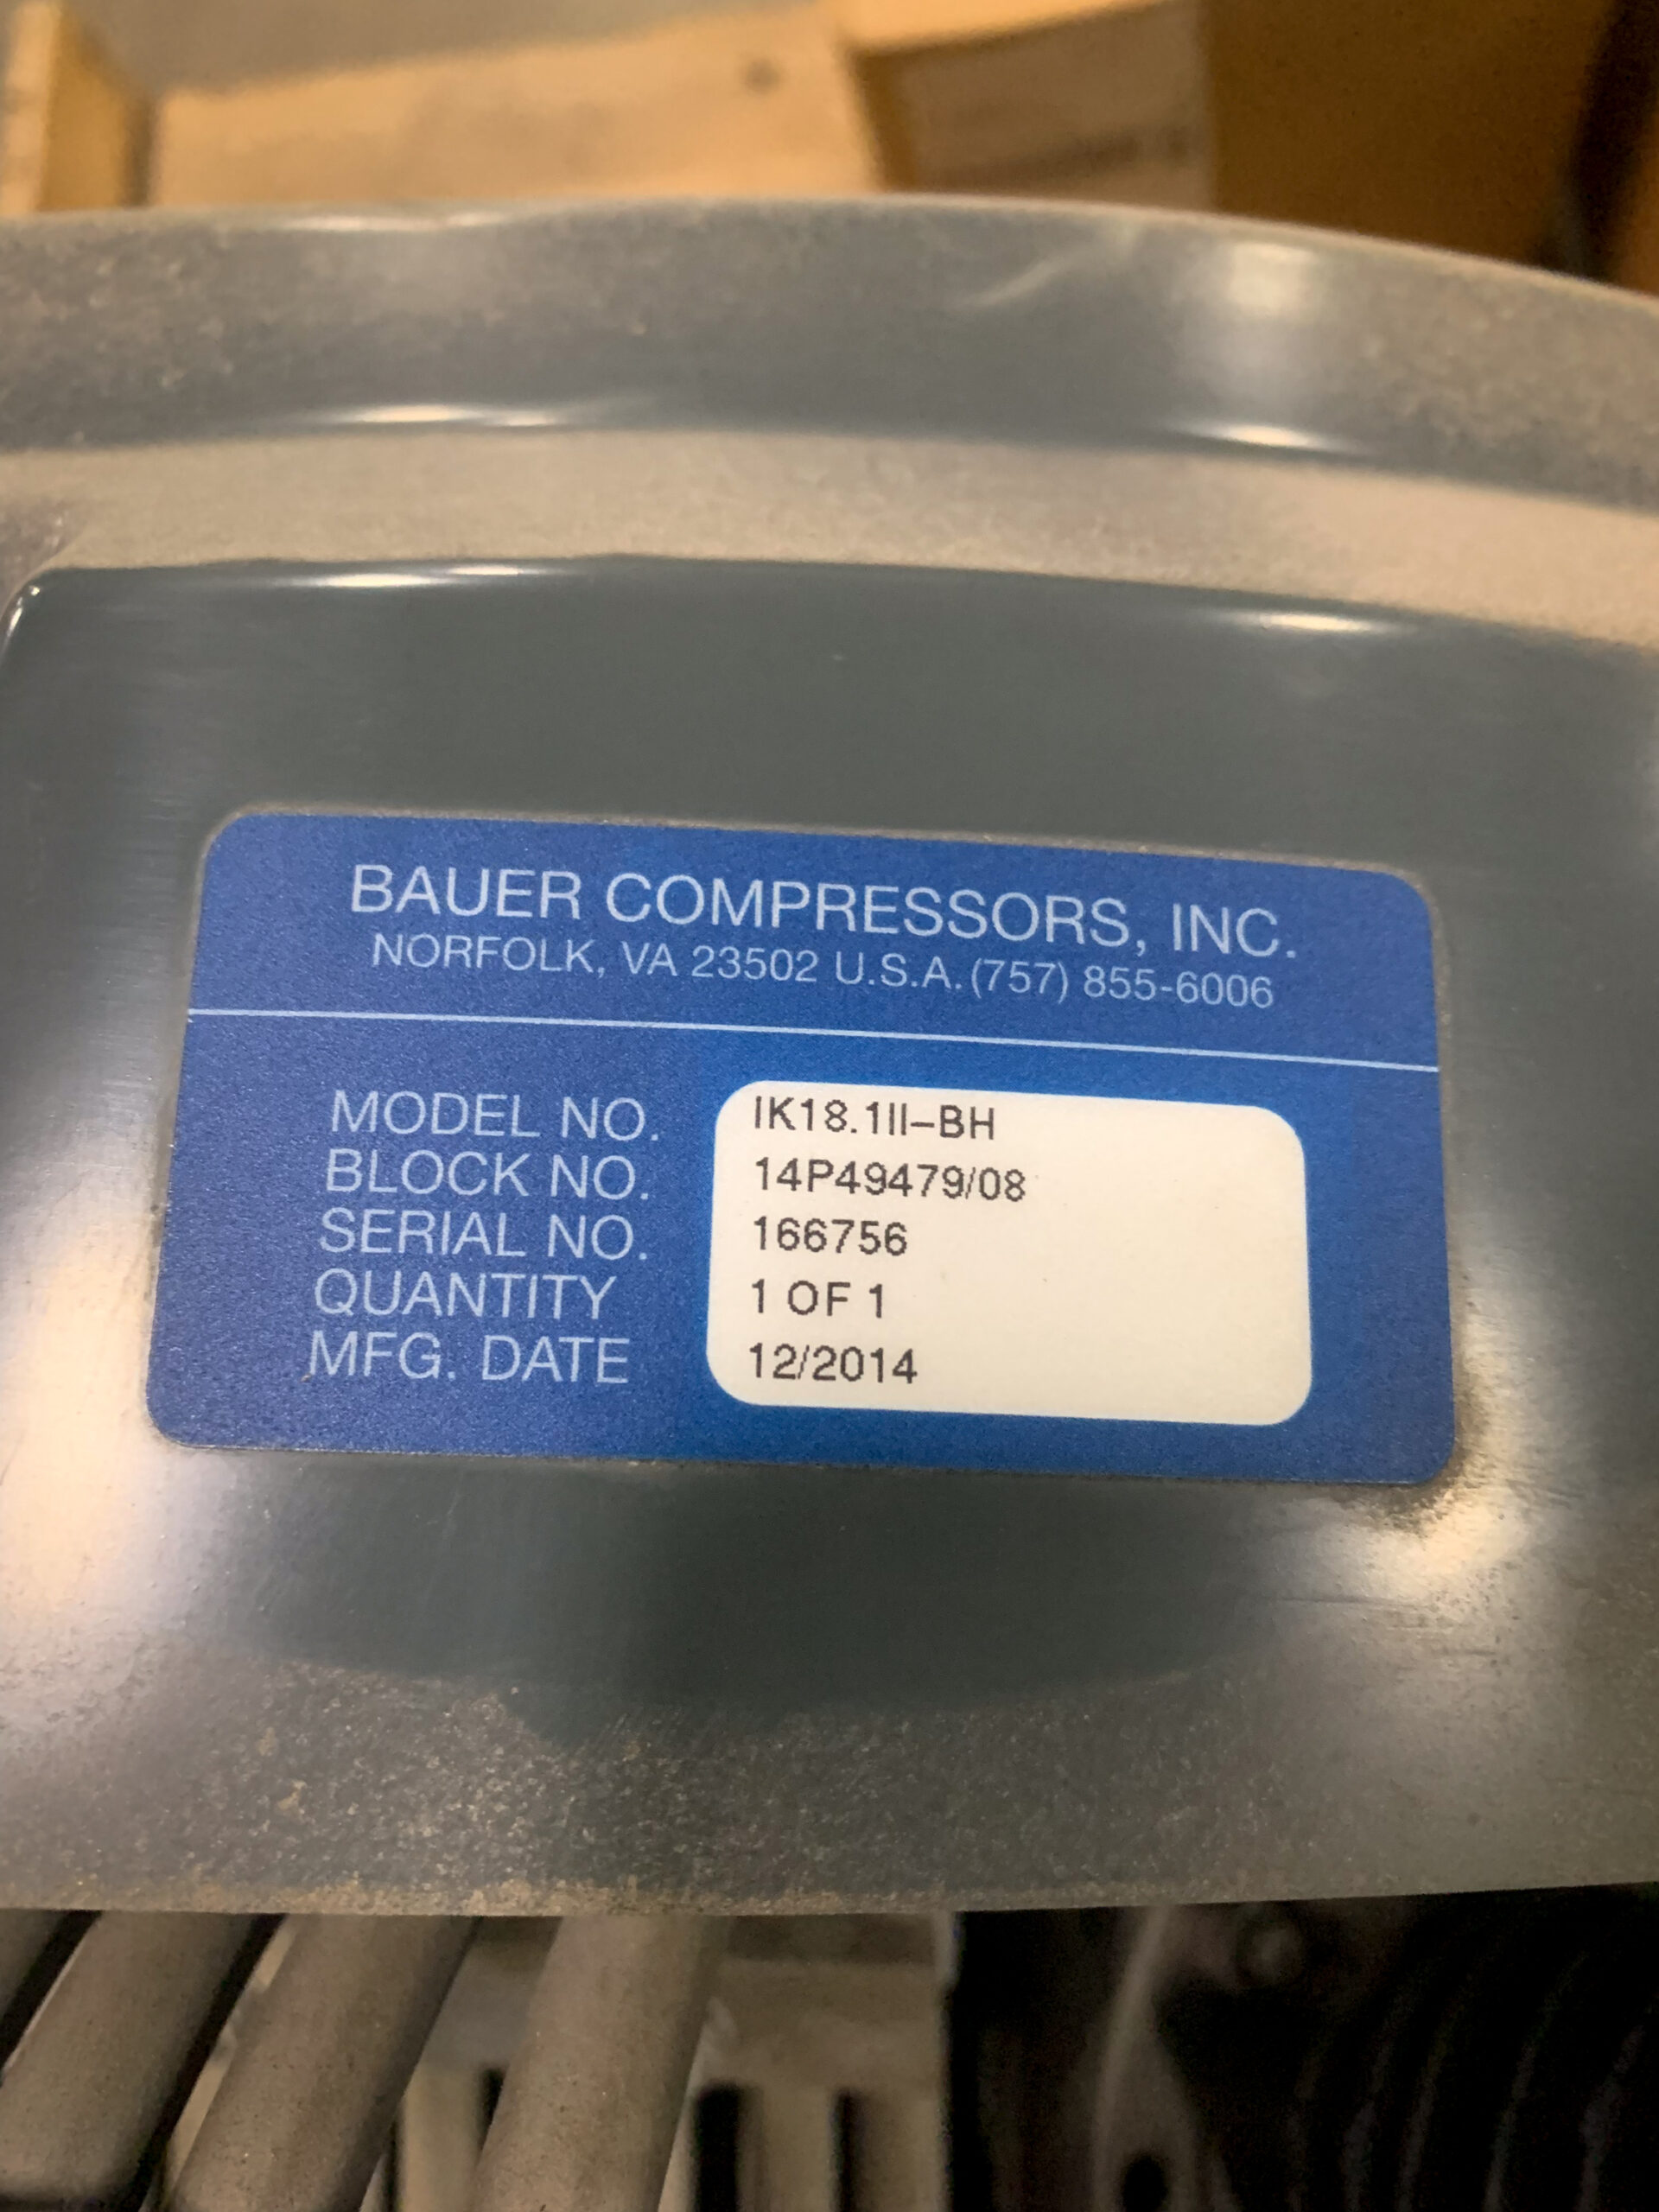 BAUER COMPRESSORS, INC.
NORFOLK, VA 23502 U.S.A. (757) 855-6006
MODEL NO. IK18.1II-BH
BLOCK NO. 14P49479/08
SERIAL NO. 166756
QUANTITY 1 OF 1
MFG. DATE 12/2014